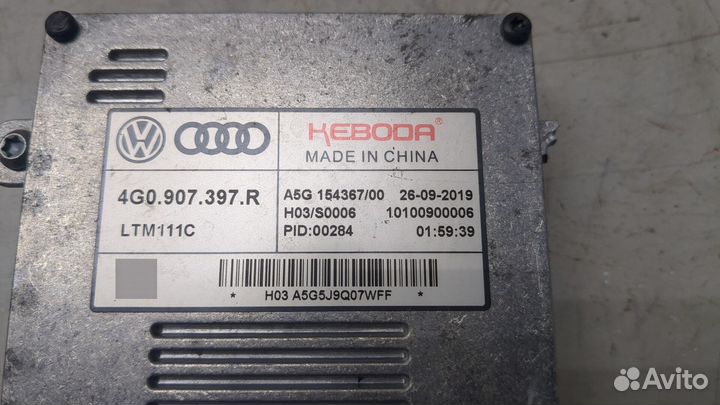 KEBODA®
MADE IN CHINA
4G0.907.397.R
LTM111C
A5G 154367/00 26-09-2019
H03/S0006 10100900006
PID:00284 01:59:39
* H03 A5G5J9Q07WFF *
Avito